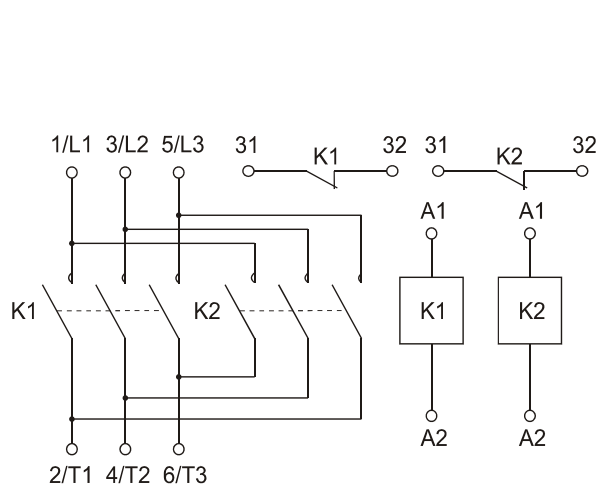 1/L1 3/L2 5/L3 31 32 31 32
K1 K2
A1 A1
K1 K2 K1 K2
A2 A2
2/T1 4/T2 6/T3